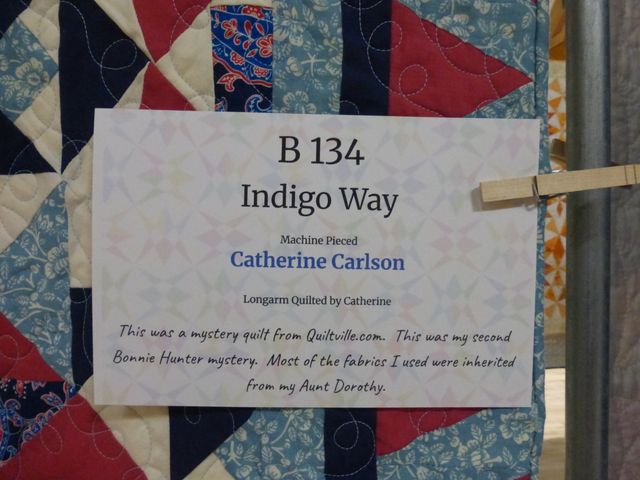 B 134
Indigo Way
Machine Pieced
Catherine Carlson
Longarm Quilted by Catherine
This was a mystery quilt from Quiltville.com. This was my second
Bonnie Hunter mystery. Most of the fabrics I used were inherited
from my Aunt Dorothy.